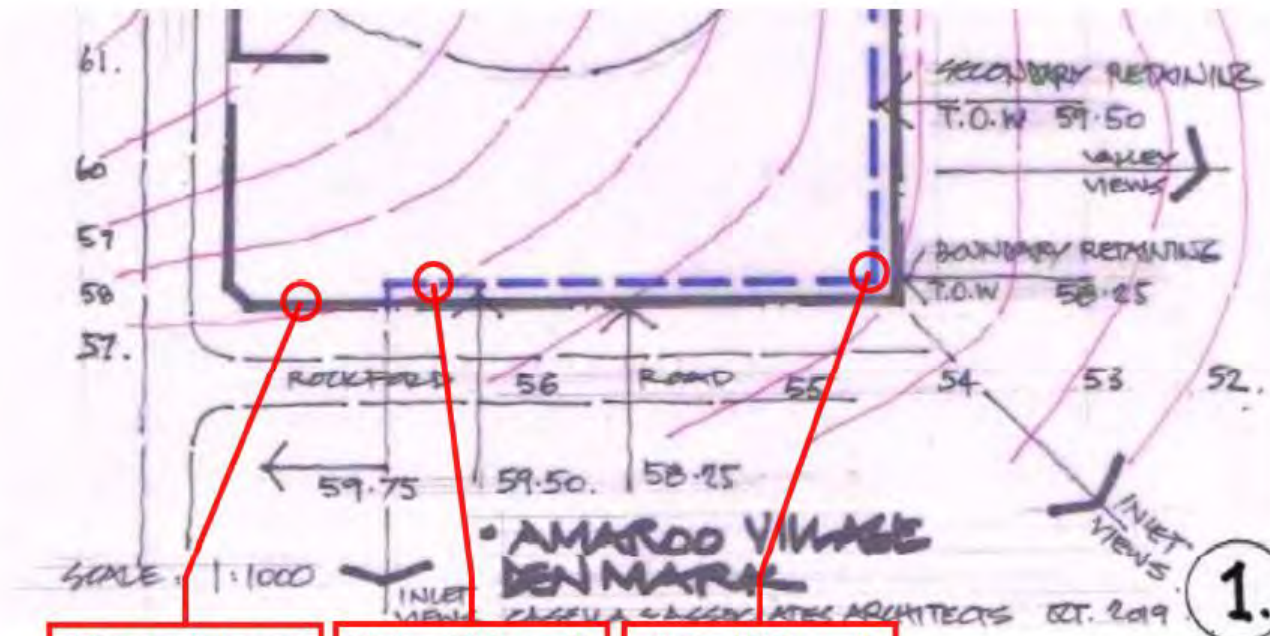 61.
SECONDARY RETAINING
T.O.W 59.50
60
VALLEY
VIEWS
59
BOUNDARY RETAINING
58
T.O.W 58.25
57.
ROCKFORD 56 ROAD 55 54 53 52.
59.75 59.50. 58.25
• AMAROO VILLAGE
DENMARK
SCALE: 1:1000
INLET
VIEWS
INLET
VIEWS
& ASSOCIATES ARCHITECTS OCT. 2019
1.